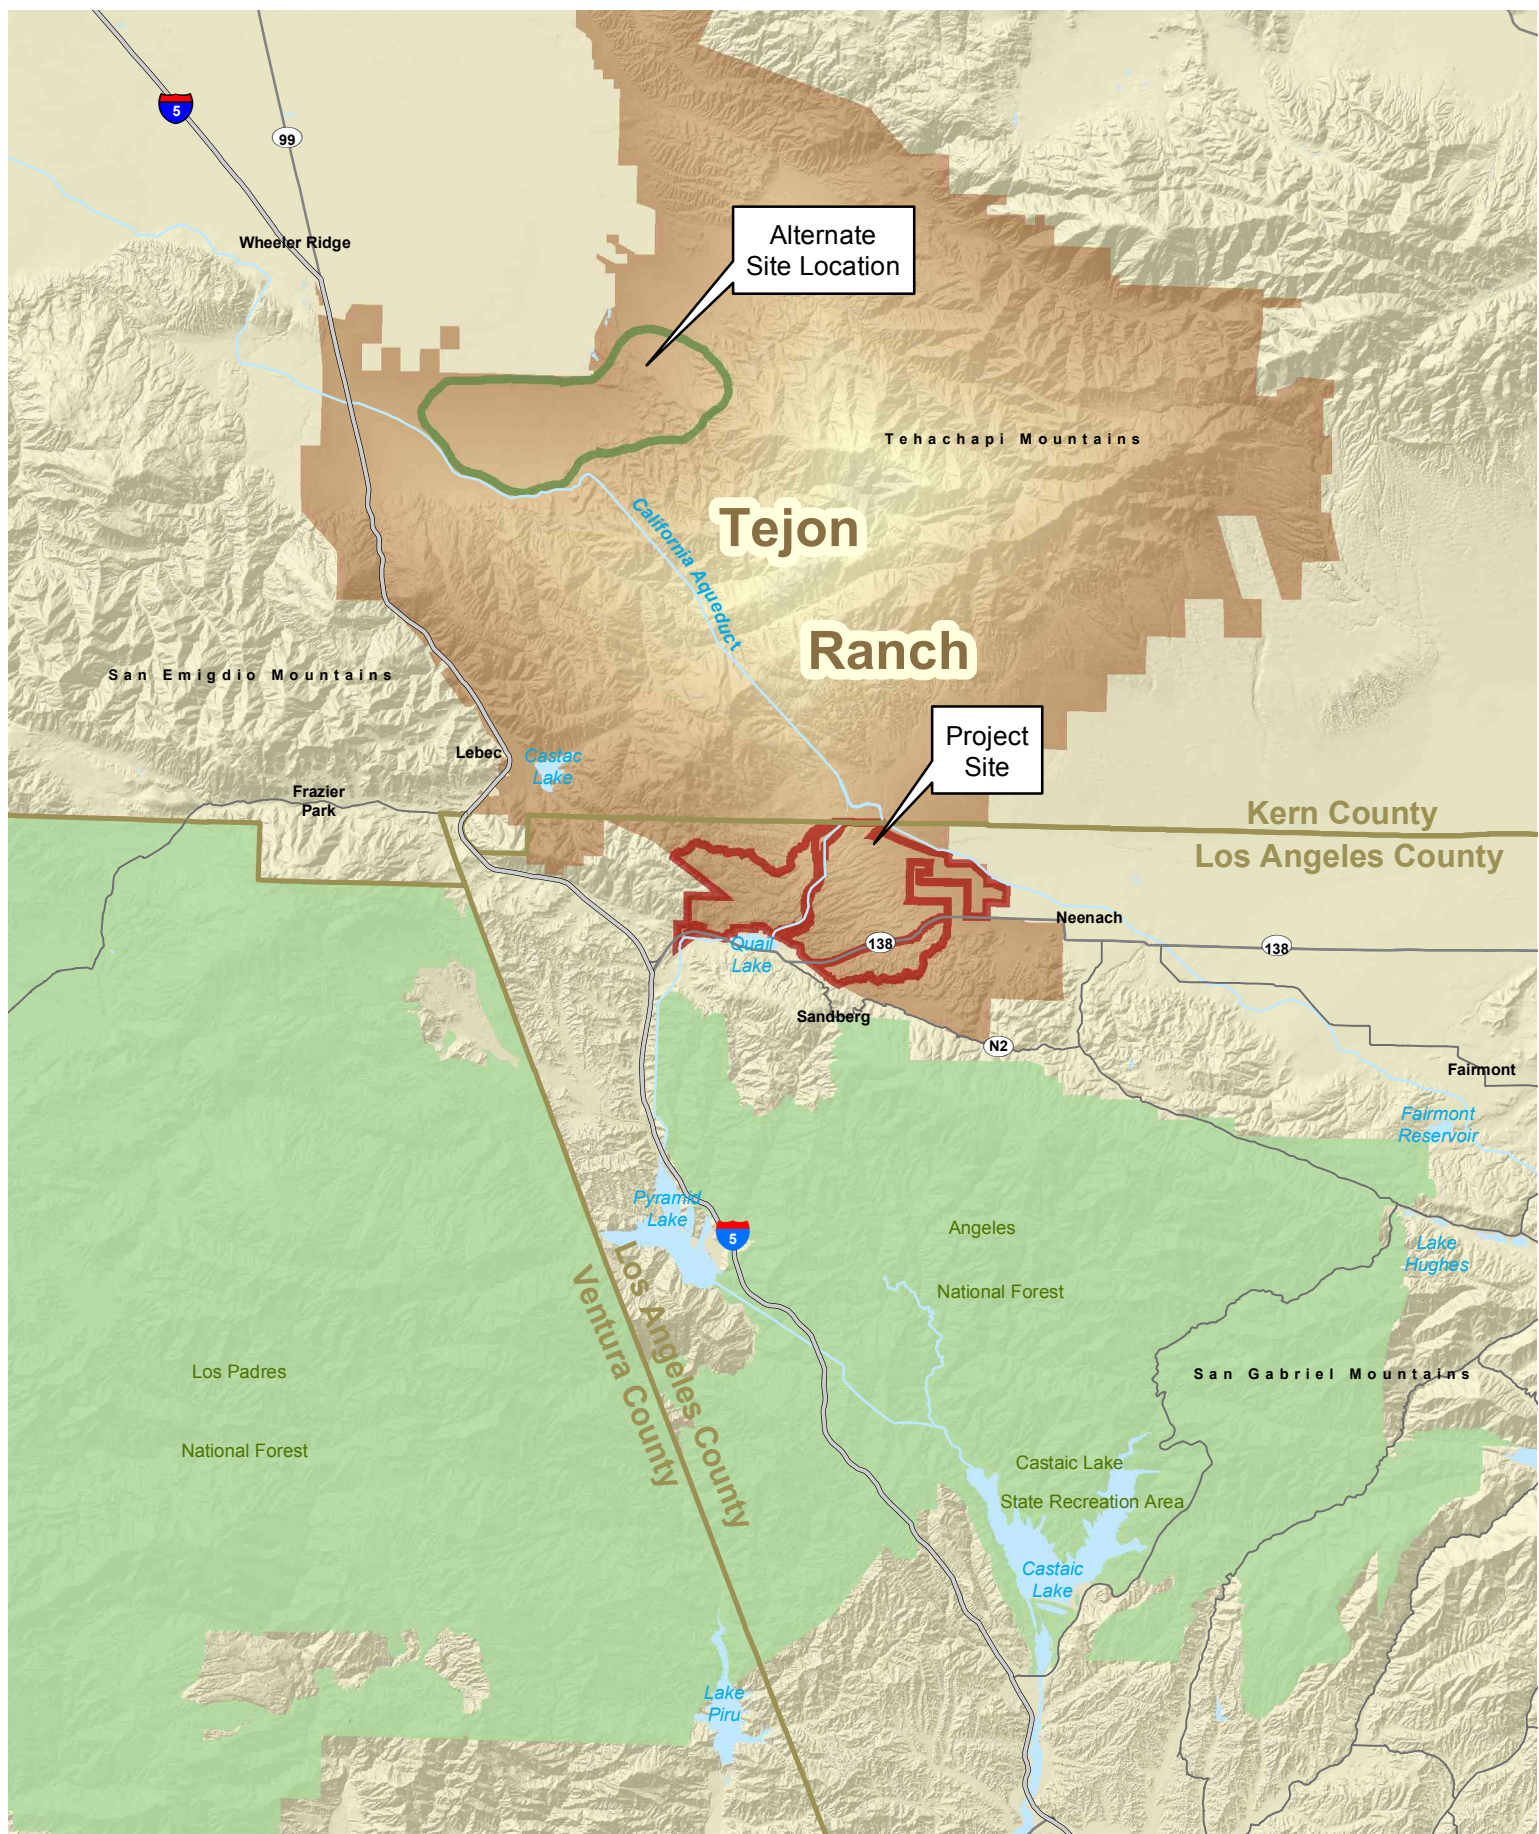 5
99
Wheeler Ridge
Alternate
Site Location
Tehachapi Mountains
Tejon
California Aqueduct
Ranch
San Emigdio Mountains
Project
Site
Lebec
Castac
Lake
Frazier
Park
Kern County
Los Angeles County
Neenach
138
Quail
Lake
138
Sandberg
N2
Fairmont
Fairmont
Reservoir
Pyramid
Lake
5
Angeles
National Forest
Lake
Hughes
Los Angeles County
Ventura County
Los Padres
National Forest
San Gabriel Mountains
Castaic Lake
State Recreation Area
Castaic
Lake
Lake
Piru